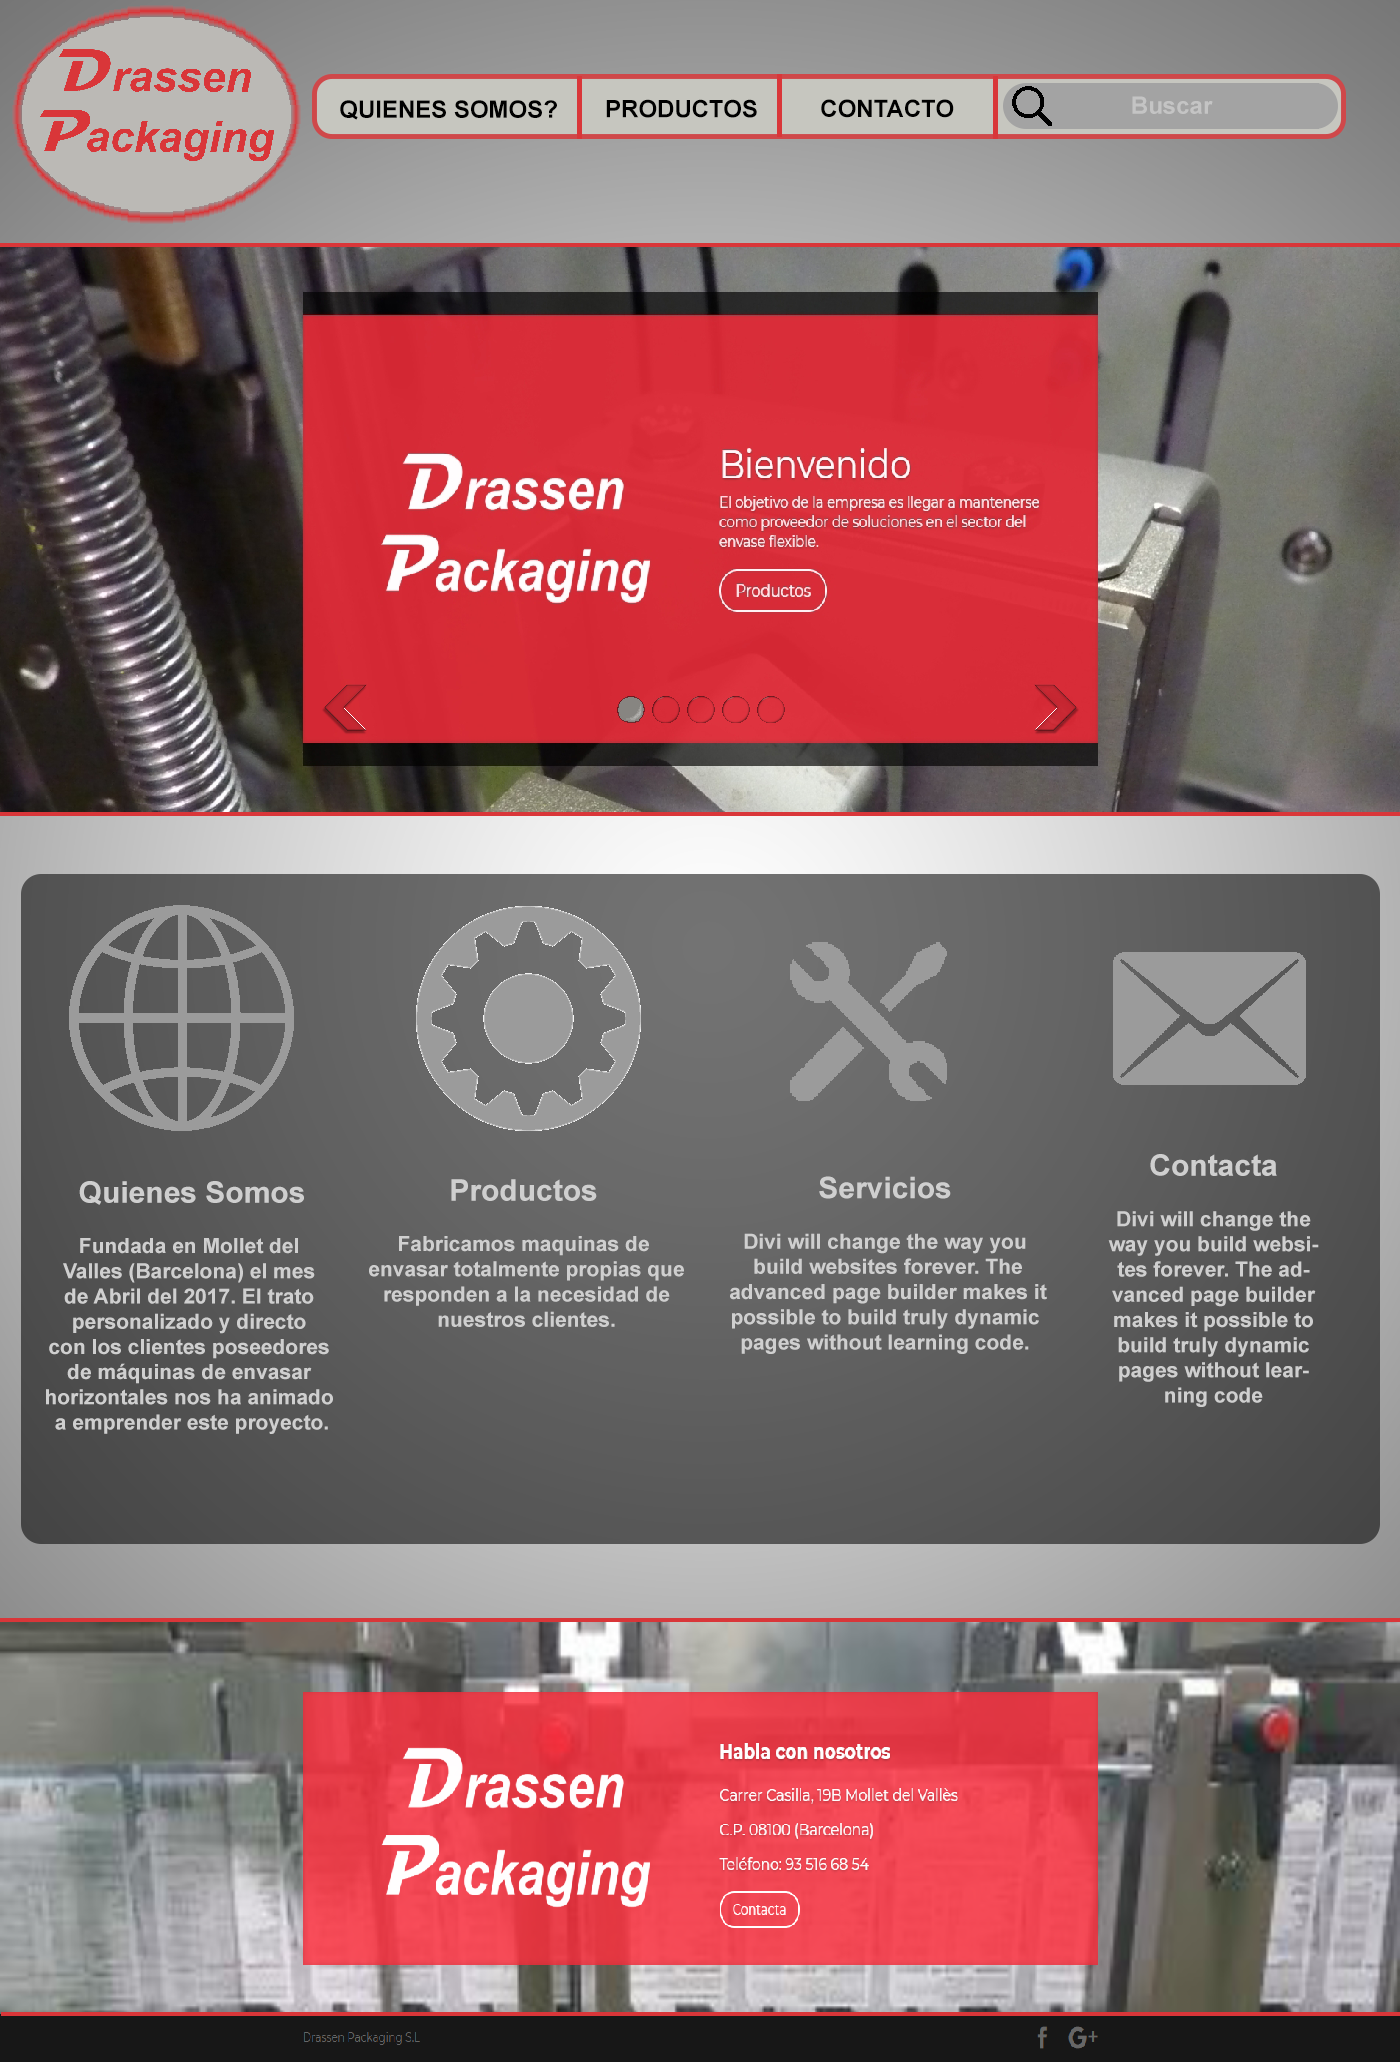 Drassen
Packaging
QUIENES SOMOS?
PRODUCTOS
CONTACTO
Buscar
Drassen
Packaging
Bienvenido
El objetivo de la empresa es llegar a mantenerse
como proveedor de soluciones en el sector del
envase flexible.
Productos
Quienes Somos
Fundada en Mollet del
Valles (Barcelona) el mes
de Abril del 2017. El trato
personalizado y directo
con los clientes poseedores
de máquinas de envasar
horizontales nos ha animado
a emprender este proyecto.
Productos
Fabricamos maquinas de
envasar totalmente propias que
responden a la necesidad de
nuestros clientes.
Servicios
Divi will change the way you
build websites forever. The
advanced page builder makes it
possible to build truly dynamic
pages without learning code.
Contacta
Divi will change the
way you build websi-
tes forever. The ad-
vanced page builder
makes it possible to
build truly dynamic
pages without lear-
ning code
Drassen
Packaging
Habla con nosotros
Carrer Casilla, 19B Mollet del Vallès
C.P. 08100 (Barcelona)
Teléfono: 93 516 68 54
Contacta
Drassen Packaging S.L
f G+